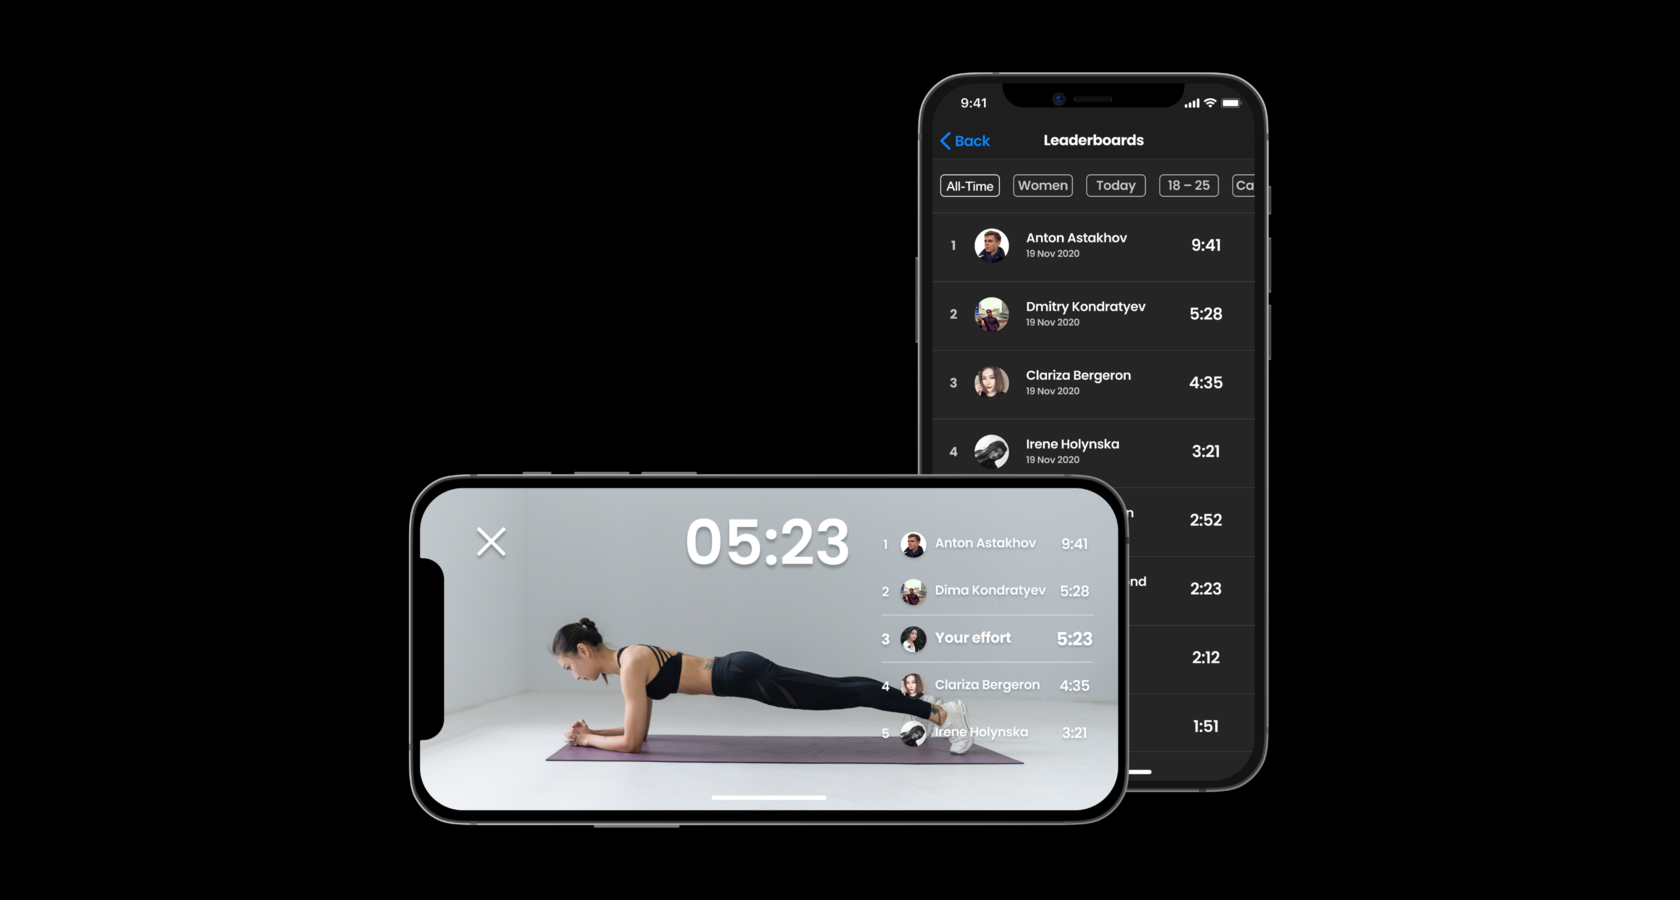 9:41
Back
Leaderboards
All-Time
Women
Today
18 – 25
Ca
1
Anton Astakhov
19 Nov 2020
9:41
2
Dmitry Kondratyev
19 Nov 2020
5:28
3
Clariza Bergeron
19 Nov 2020
4:35
4
Irene Holynska
19 Nov 2020
3:21
n
2:52
nd
2:23
2:12
1:51
05:23
1
Anton Astakhov
9:41
2
Dima Kondratyev
5:28
3
Your effort
5:23
4
Clariza Bergeron
4:35
5
Irene Holynska
3:21